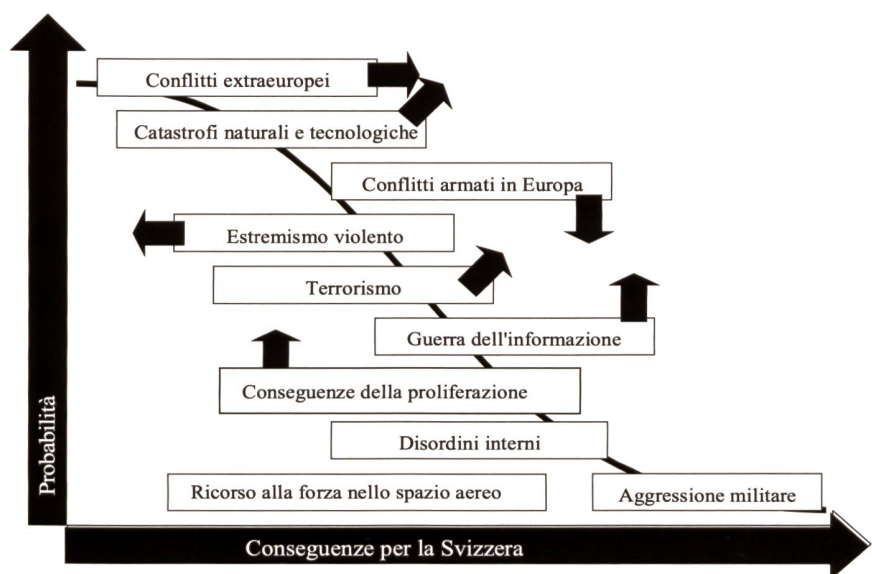 Conflitti extraeuropei
Catastrofi naturali e tecnologiche
Conflitti armati in Europa
Estremismo violento
Terrorismo
Guerra dell'informazione
Conseguenze della proliferazione
Disordini interni
Ricorso alla forza nello spazio aereo
Aggressione militare
Probabilità
Conseguenze per la Svizzera